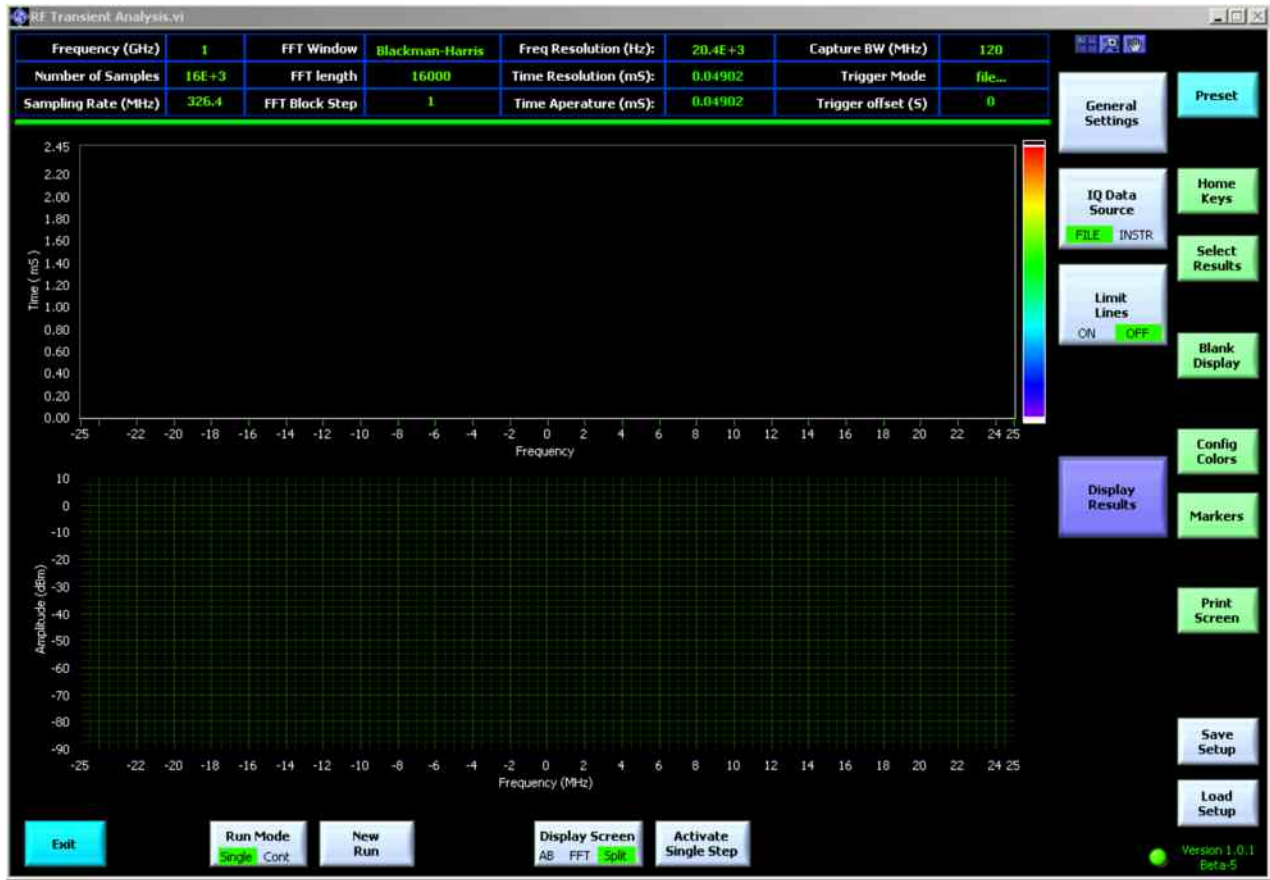 RF Transient Analysis.vi
Frequency (GHz) 1 FFT Window Blackman-Harris Freq Resolution (Hz): 20.4E+3 Capture BW (MHz) 120
Number of Samples 16E+3 FFT length 16000 Time Resolution (mS): 0.04902 Trigger Mode file...
Sampling Rate (MHz) 326.4 FFT Block Step 1 Time Aperature (mS): 0.04902 Trigger offset (S) 0
General
Settings
Preset
IQ Data
Source
FILE INSTR
Home
Keys
Select
Results
Limit
Lines
ON OFF
Blank
Display
Config
Colors
Display
Results
Markers
Print
Screen
Save
Setup
Load
Setup
2.45
2.20
2.00
1.80
1.60
1.40
1.20
1.00
0.80
0.60
0.40
0.20
0.00
Time ( mS )
-25 -22 -20 -18 -16 -14 -12 -10 -8 -6 -4 -2 0 2 4 6 8 10 12 14 16 18 20 22 24 25
Frequency
10
0
-10
-20
-30
-40
-50
-60
-70
-80
-90
Amplitude (dBm)
-25 -22 -20 -18 -16 -14 -12 -10 -8 -6 -4 -2 0 2 4 6 8 10 12 14 16 18 20 22 24 25
Frequency (MHz)
Exit
Run Mode
Single Cont
New
Run
Display Screen
AB FFT Split
Activate
Single Step
Version 1.0.1
Beta-5